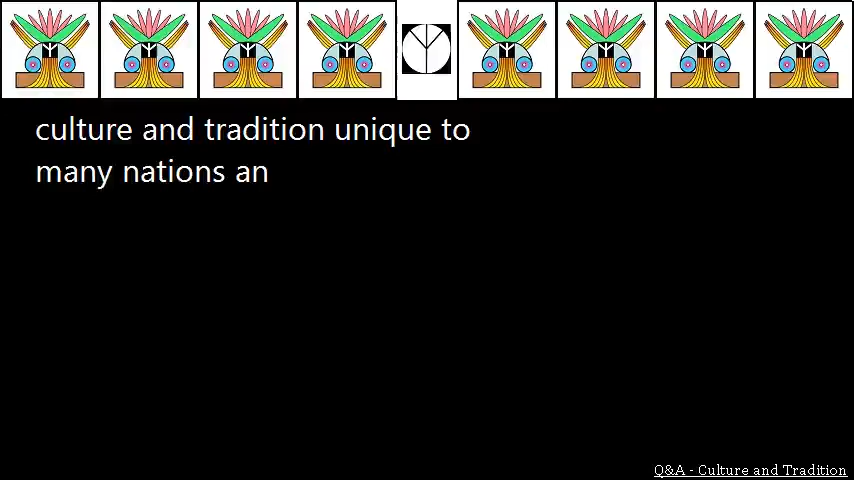 culture and tradition unique to
many nations an
Q&A - Culture and Tradition